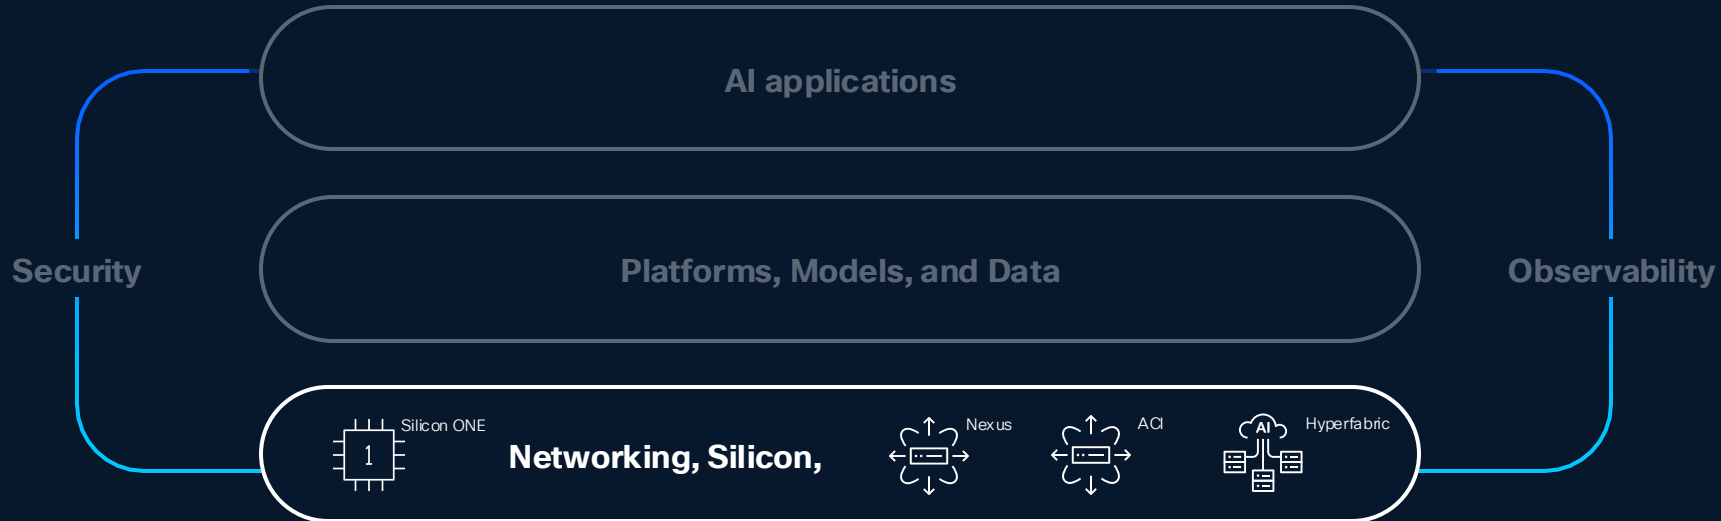 AI applications
Security
Platforms, Models, and Data
Observability
1
Silicon ONE
Networking, Silicon,
Nexus
ACI
AI
Hyperfabric